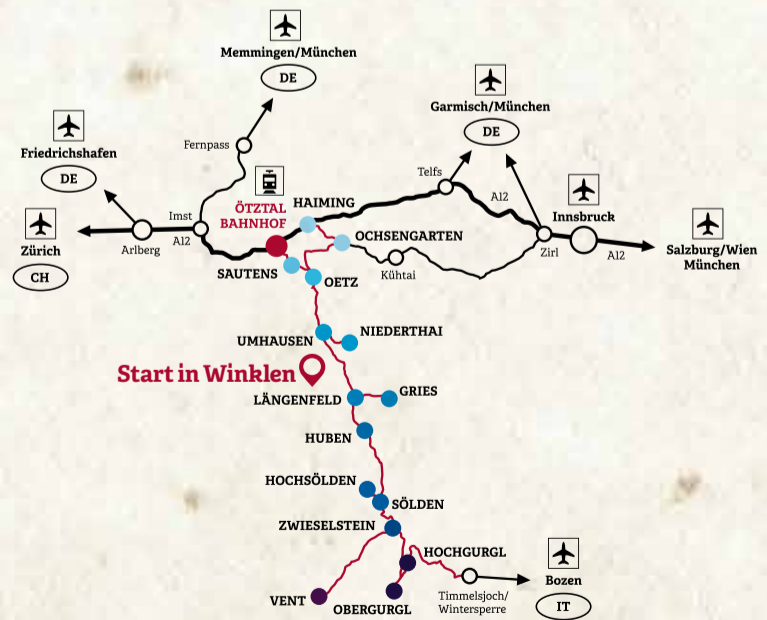 Memmingen/München
DE
Garmisch/München
DE
Friedrichshafen
DE
Fernpass
Telfs
A12
Innsbruck
ÖTZTAL
BAHNHOF
HAIMING
Imst
A12
Zürich
CH
Arlberg
OCHSENGARTEN
Zirl
A12
Salzburg/Wien
München
Kühtai
SAUTENS
OETZ
UMHAUSEN
NIEDERTHAI
Start in Winklen
LÄNGENFELD
GRIES
HUBEN
HOCHSÖLDEN
SÖLDEN
ZWIESELSTEIN
HOCHGURGL
Bozen
IT
Timmelsjoch/
Wintersperre
VENT
OBERGURGL